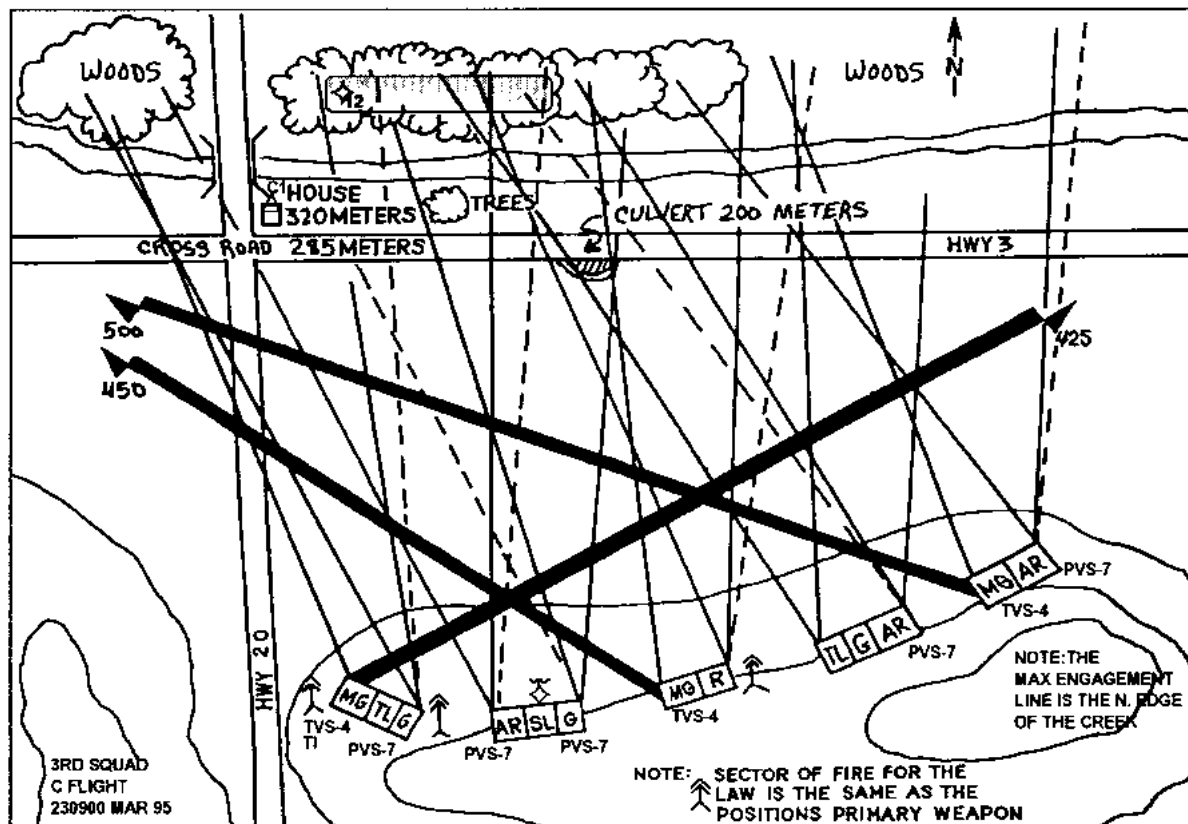 WOODS
WOODS
N
12
C1
HOUSE
320 METERS
TREES
CULVERT 200 METERS
CROSS ROAD 285 METERS
HWY 3
500
425
450
MG AR
PVS-7
TVS-4
TL G AR
PVS-7
MG R
TVS-4
MG TL G
TVS-4
TI
PVS-7
AR SL G
PVS-7
PVS-7
HWY 20
NOTE: THE
MAX ENGAGEMENT
LINE IS THE N. EDGE
OF THE CREEK
3RD SQUAD
C FLIGHT
230900 MAR 95
NOTE: SECTOR OF FIRE FOR THE
LAW IS THE SAME AS THE
POSITIONS PRIMARY WEAPON